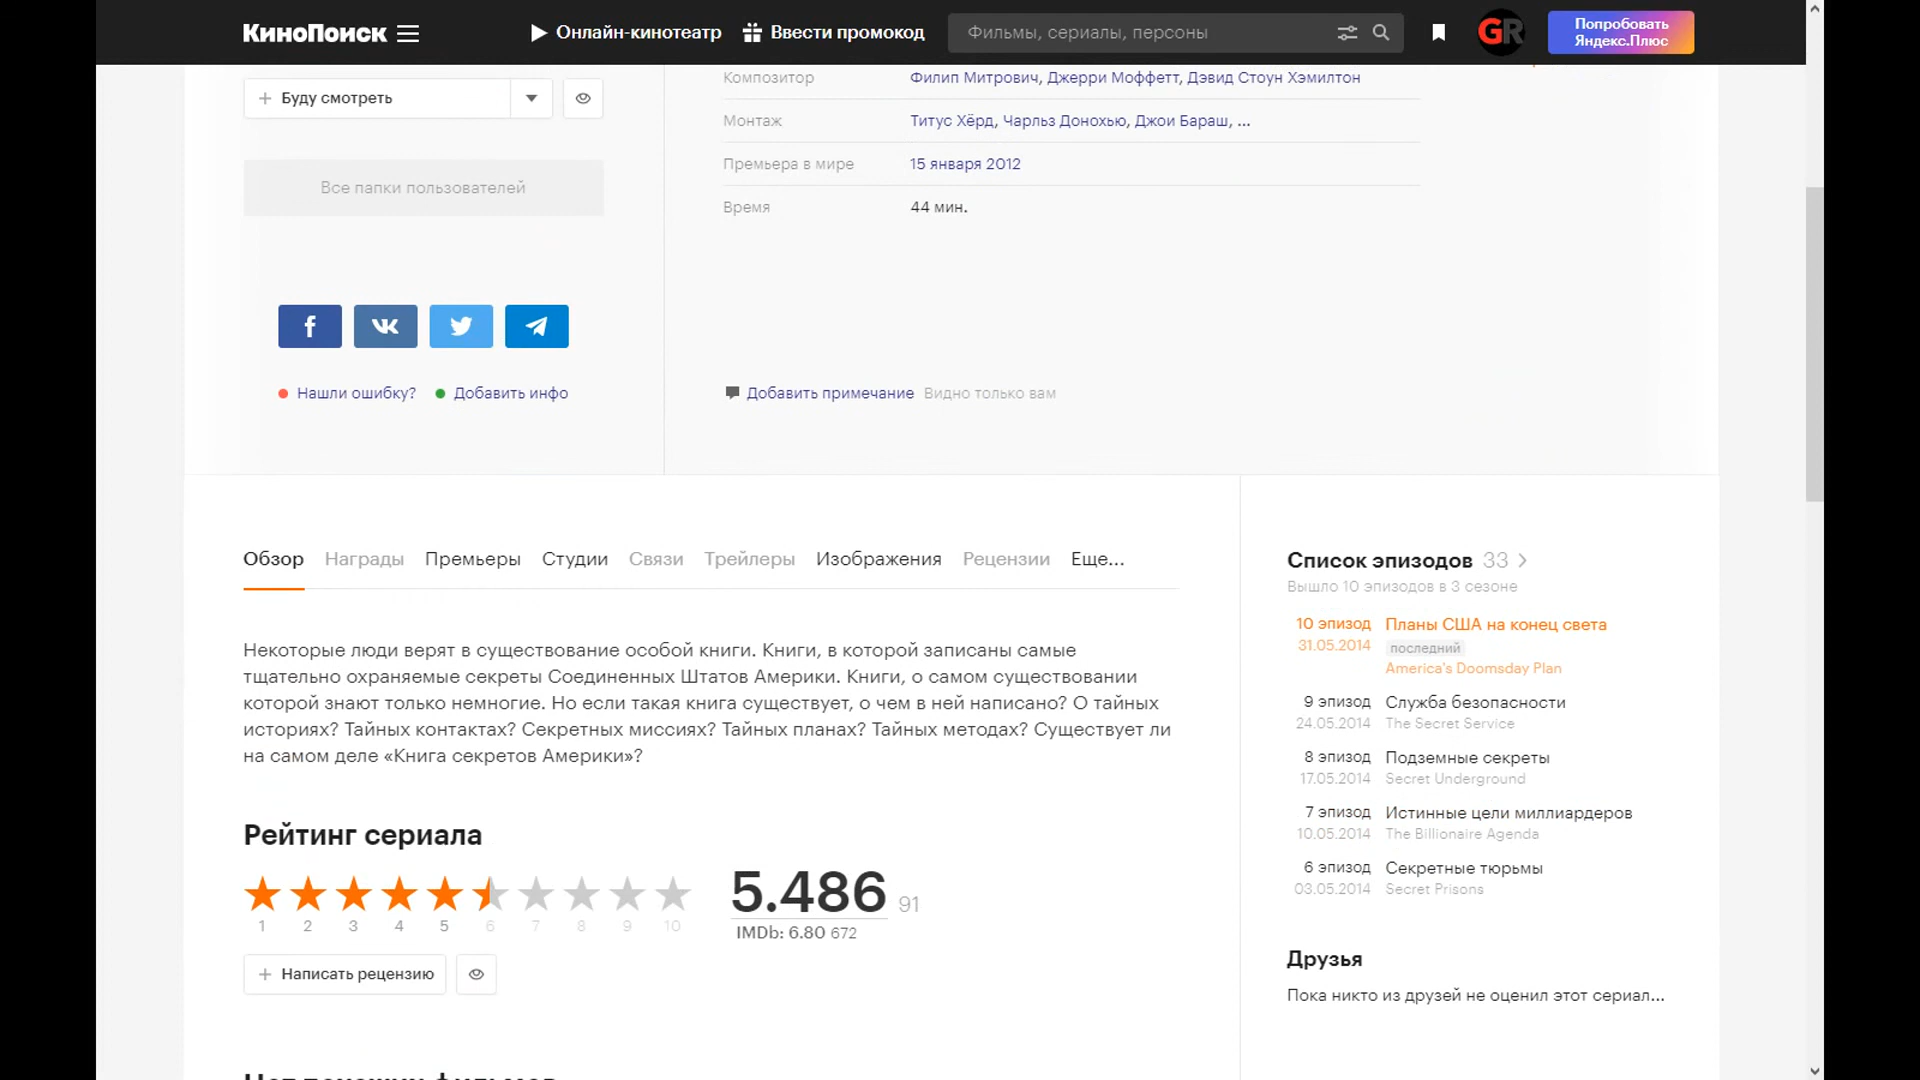 КиноПоиск
Онлайн-кинотеатр
Ввести промокод
Фильмы, сериалы, персоны
GR
Попробовать
Яндекс.Плюс
Буду смотреть
Все папки пользователей
Нашли ошибку?
Добавить инфо
Композитор Филип Митрович, Джерри Моффетт, Дэвид Стоун Хэмилтон
Монтаж Титус Хёрд, Чарльз Донохью, Джои Бараш, ...
Премьера в мире 15 января 2012
Время 44 мин.
Добавить примечание Видно только вам
Обзор Награды Премьеры Студии Связи Трейлеры Изображения Рецензии Еще...
Некоторые люди верят в существование особой книги. Книги, в которой записаны самые
тщательно охраняемые секреты Соединенных Штатов Америки. Книги, о самом существовании
которой знают только немногие. Но если такая книга существует, о чем в ней написано? О тайных
историях? Тайных контактах? Секретных миссиях? Тайных планах? Тайных методах? Существует ли
на самом деле «Книга секретов Америки»?
Рейтинг сериала
1 2 3 4 5 6 7 8 9 10
5.486 91
IMDb: 6.80 672
Написать рецензию
Нет похожих фильмов
Список эпизодов 33
Вышло 10 эпизодов в 3 сезоне
10 эпизод Планы США на конец света
31.05.2014 последний
America's Doomsday Plan
9 эпизод Служба безопасности
24.05.2014 The Secret Service
8 эпизод Подземные секреты
17.05.2014 Secret Underground
7 эпизод Истинные цели миллиардеров
10.05.2014 The Billionaire Agenda
6 эпизод Секретные тюрьмы
03.05.2014 Secret Prisons
Друзья
Пока никто из друзей не оценил этот сериал...